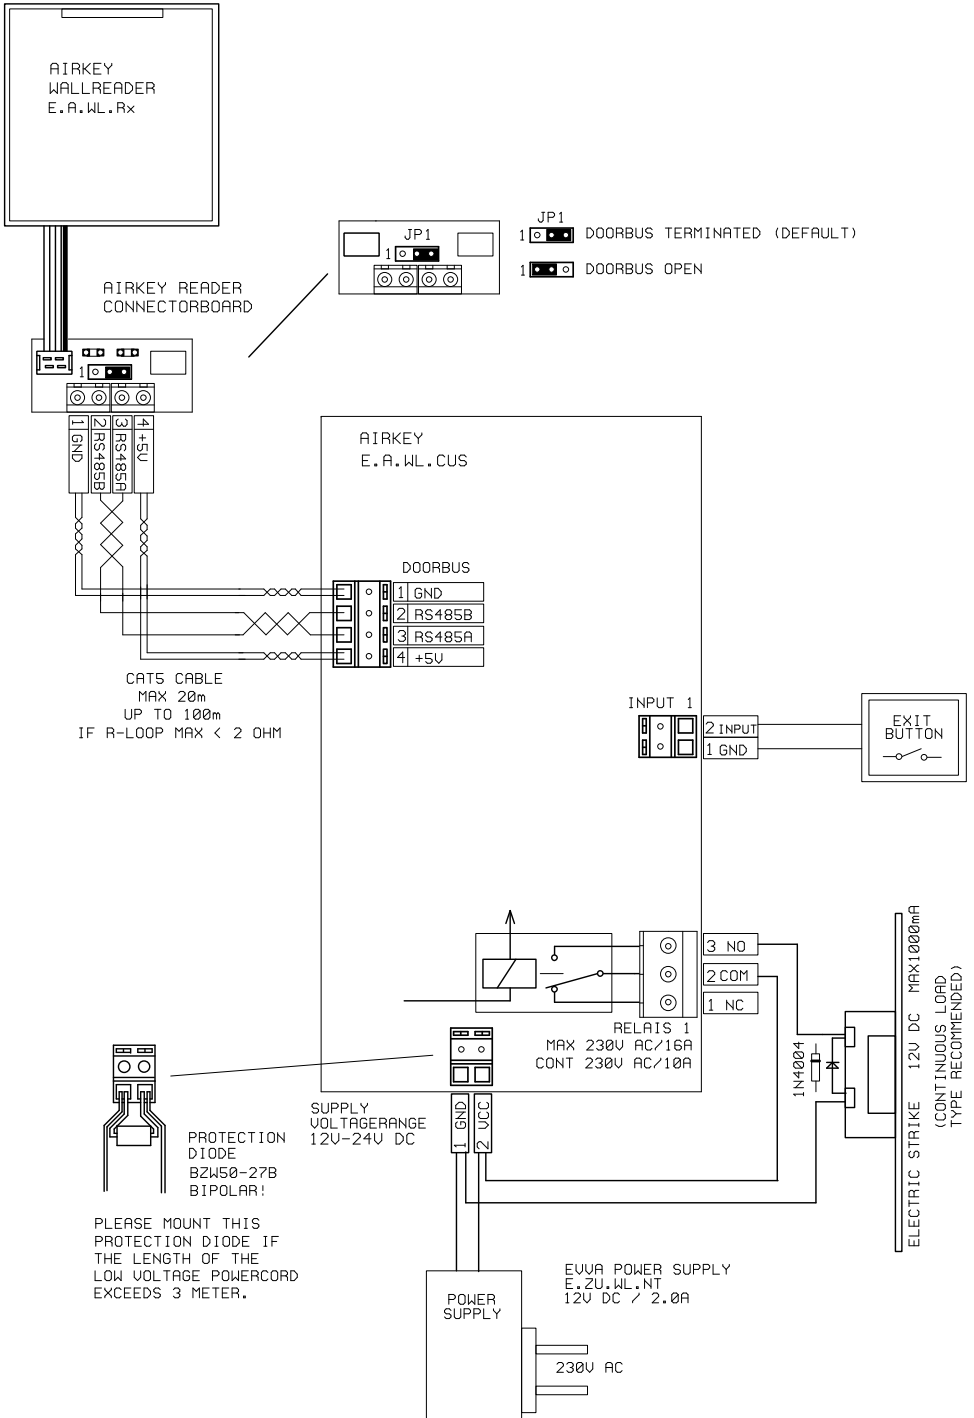 AIRKEY
WALLREADER
E.A.WL.Rx
JP1
1
JP1
1
DOORBUS TERMINATED (DEFAULT)
1
DOORBUS OPEN
AIRKEY READER
CONNECTORBOARD
1
1 GND
2 RS485B
3 RS485A
4 +5V
AIRKEY
E.A.WL.CUS
DOORBUS
1 GND
2 RS485B
3 RS485A
4 +5V
CAT5 CABLE
MAX 20m
UP TO 100m
IF R-LOOP MAX < 2 OHM
INPUT 1
2 INPUT
1 GND
EXIT
BUTTON
3 NO
2 COM
1 NC
RELAIS 1
MAX 230V AC/16A
CONT 230V AC/10A
1N4004
ELECTRIC STRIKE 12V DC MAX1000mA
(CONTINUOUS LOAD
TYPE RECOMMENDED)
SUPPLY
VOLTAGERANGE
12V-24V DC
1 GND
2 VCC
PROTECTION
DIODE
BZW50-27B
BIPOLAR!
PLEASE MOUNT THIS
PROTECTION DIODE IF
THE LENGTH OF THE
LOW VOLTAGE POWERCORD
EXCEEDS 3 METER.
EVVA POWER SUPPLY
E.ZU.WL.NT
12V DC / 2.0A
POWER
SUPPLY
230V AC